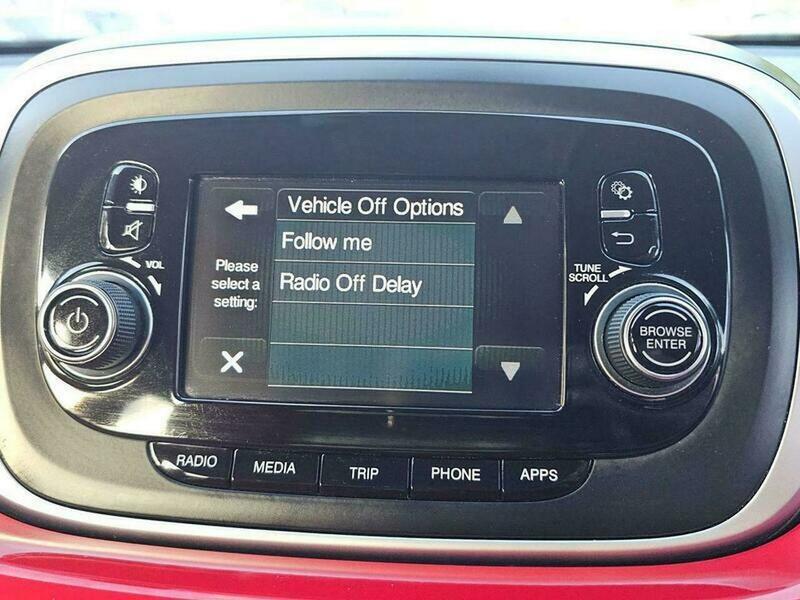 Vehicle Off Options
Follow me
Radio Off Delay
Please
select a
setting:
VOL
TUNE
SCROLL
BROWSE
ENTER
RADIO
MEDIA
TRIP
PHONE
APPS